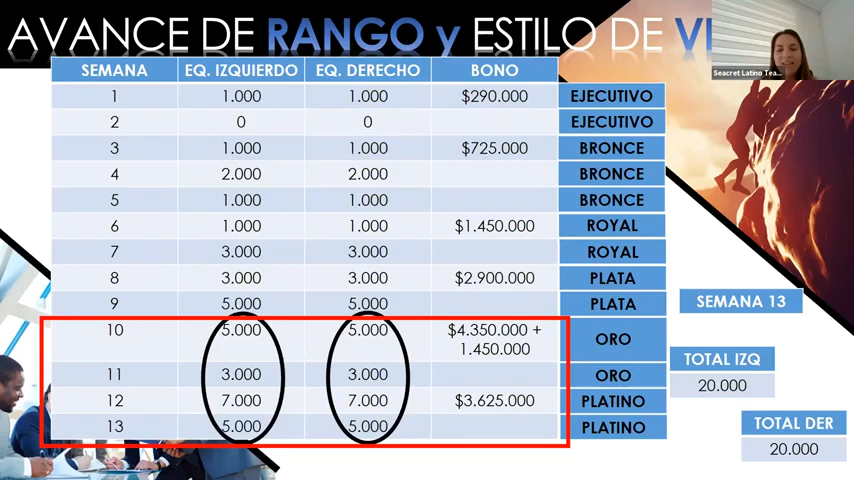 AVANCE DE RANGO y ESTILO DE VI
Seacret Latino Tea...
SEMANA EQ. IZQUIERDO EQ. DERECHO BONO
1 1.000 1.000 $290.000 EJECUTIVO
2 0 0 EJECUTIVO
3 1.000 1.000 $725.000 BRONCE
4 2.000 2.000 BRONCE
5 1.000 1.000 BRONCE
6 1.000 1.000 $1.450.000 ROYAL
7 3.000 3.000 ROYAL
8 3.000 3.000 $2.900.000 PLATA
9 5.000 5.000 PLATA
10 5.000 5.000 $4.350.000 + 1.450.000 ORO
11 3.000 3.000 ORO
12 7.000 7.000 $3.625.000 PLATINO
13 5.000 5.000 PLATINO
SEMANA 13
TOTAL IZQ
20.000
TOTAL DER
20.000